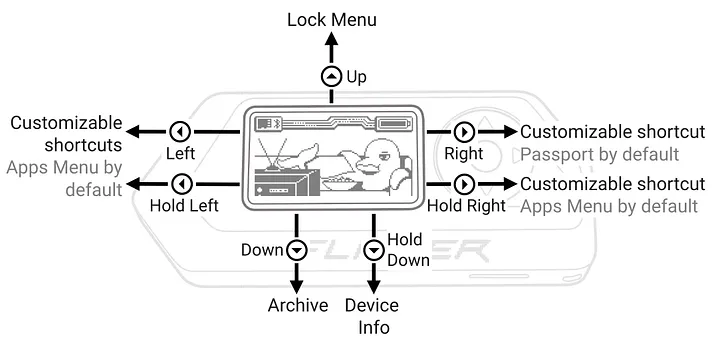 Lock Menu
Up
Customizable
shortcuts
Apps Menu by
default
Left
Hold Left
Right
Customizable shortcut
Passport by default
Hold Right
Customizable shortcut
Apps Menu by default
Down
Hold
Down
FLIPPER
Archive
Device
Info